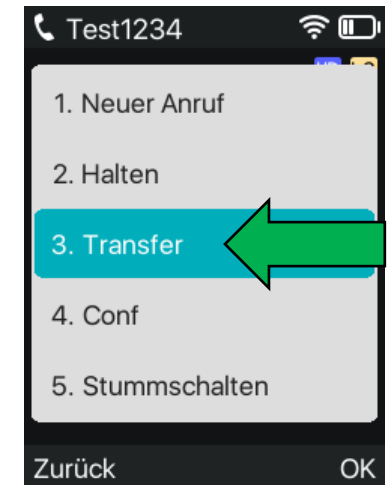 Test1234
1. Neuer Anruf
2. Halten
3. Transfer
4. Conf
5. Stummschalten
Zurück OK